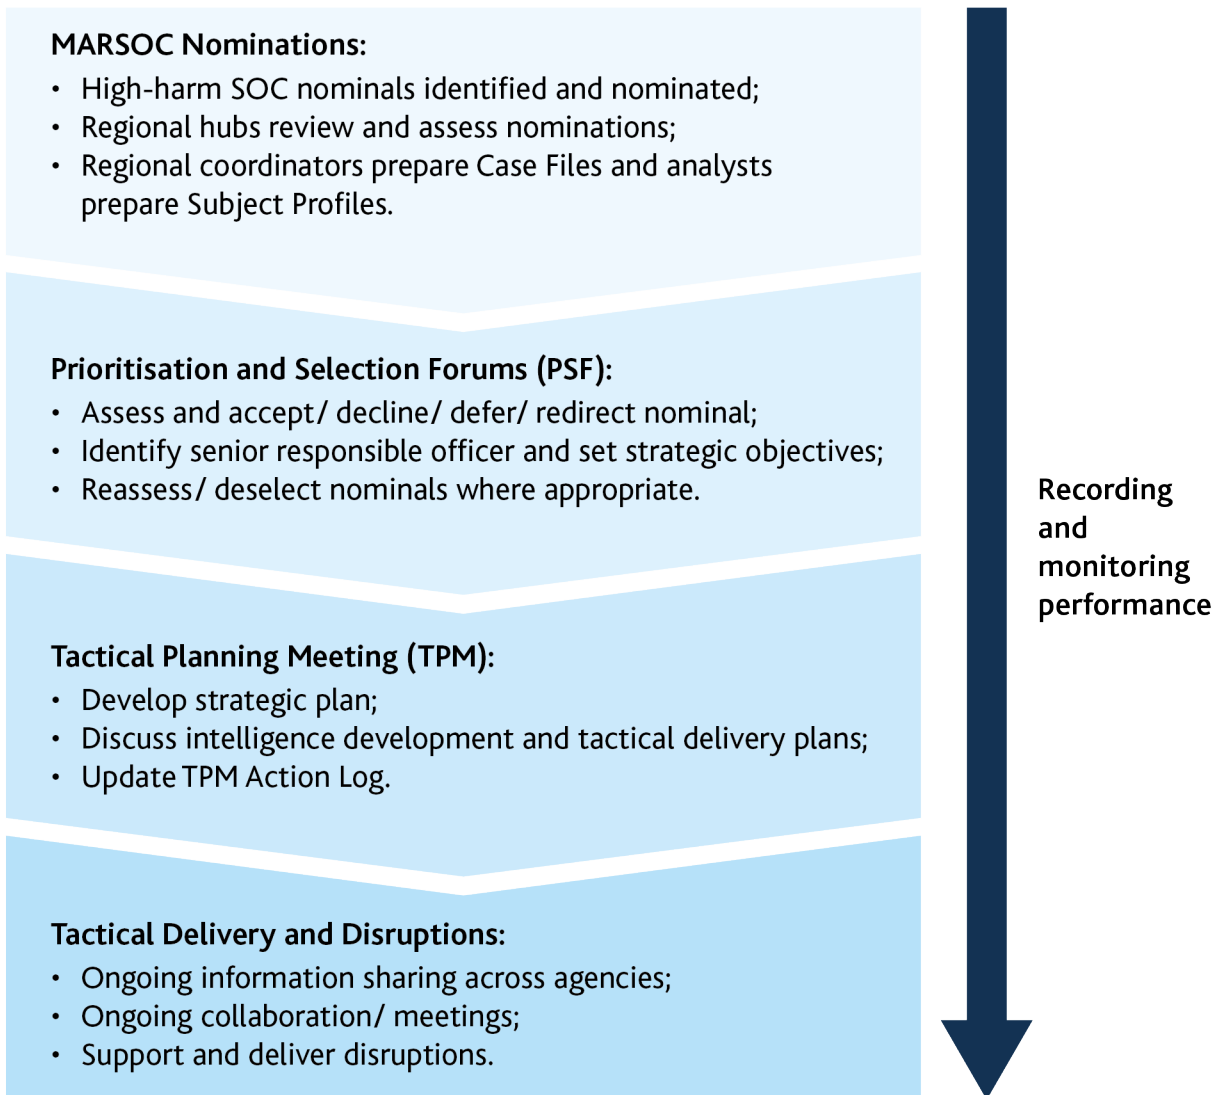 MARSOC Nominations:
• High-harm SOC nominals identified and nominated;
• Regional hubs review and assess nominations;
• Regional coordinators prepare Case Files and analysts
prepare Subject Profiles.
Prioritisation and Selection Forums (PSF):
• Assess and accept/ decline/ defer/ redirect nominal;
• Identify senior responsible officer and set strategic objectives;
• Reassess/ deselect nominals where appropriate.
Tactical Planning Meeting (TPM):
• Develop strategic plan;
• Discuss intelligence development and tactical delivery plans;
• Update TPM Action Log.
Tactical Delivery and Disruptions:
• Ongoing information sharing across agencies;
• Ongoing collaboration/ meetings;
• Support and deliver disruptions.
Recording
and
monitoring
performance